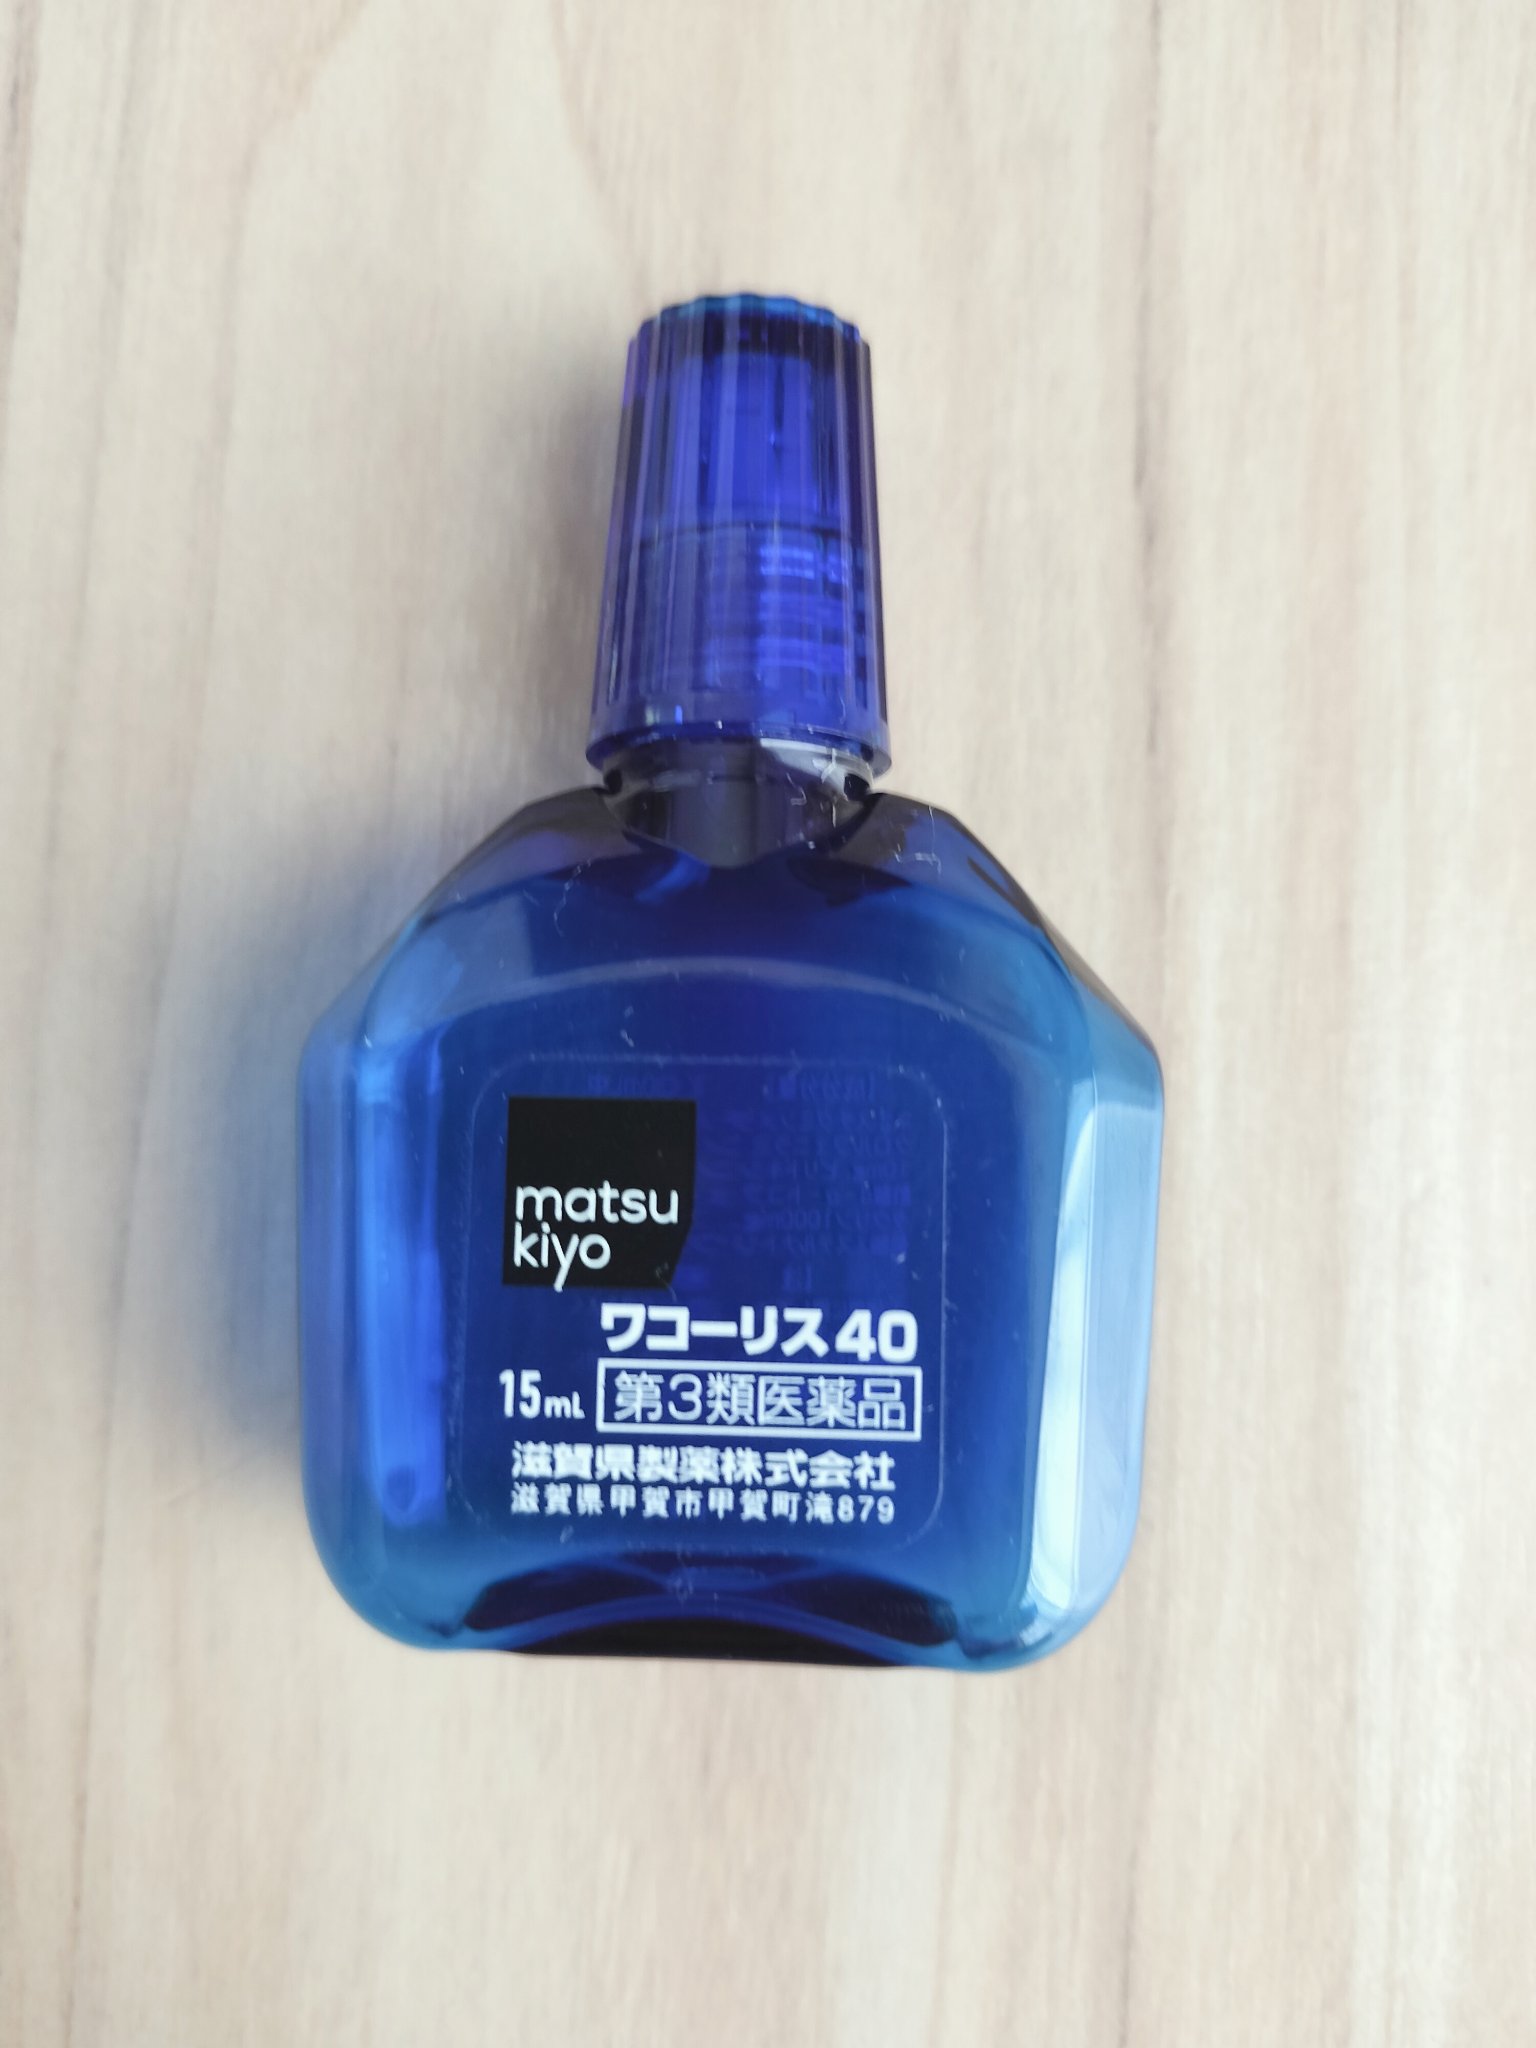 matsu
kiyo
ワコーリス40
15mL 第3類医薬品
滋賀県製薬株式会社
滋賀県甲賀市甲賀町滝879